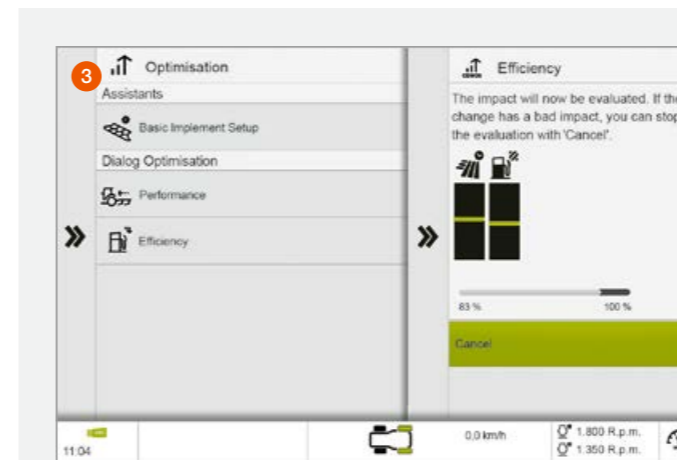 3
Optimisation
Assistants
Basic Implement Setup
Dialog Optimisation
Performance
Efficiency
Efficiency
The impact will now be evaluated. If the
change has a bad impact, you can stop
the evaluation with 'Cancel'.
83 % 100 %
Cancel
11:04
0,0 km/h
1.800 R.p.m.
1.350 R.p.m.